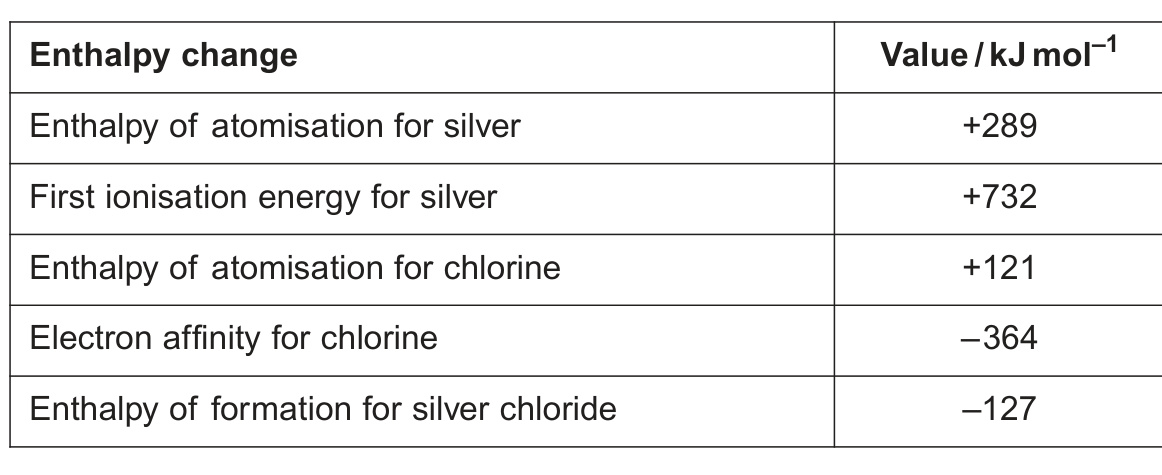 Enthalpy change Value / kJ mol⁻¹
Enthalpy of atomisation for silver +289
First ionisation energy for silver +732
Enthalpy of atomisation for chlorine +121
Electron affinity for chlorine –364
Enthalpy of formation for silver chloride –127